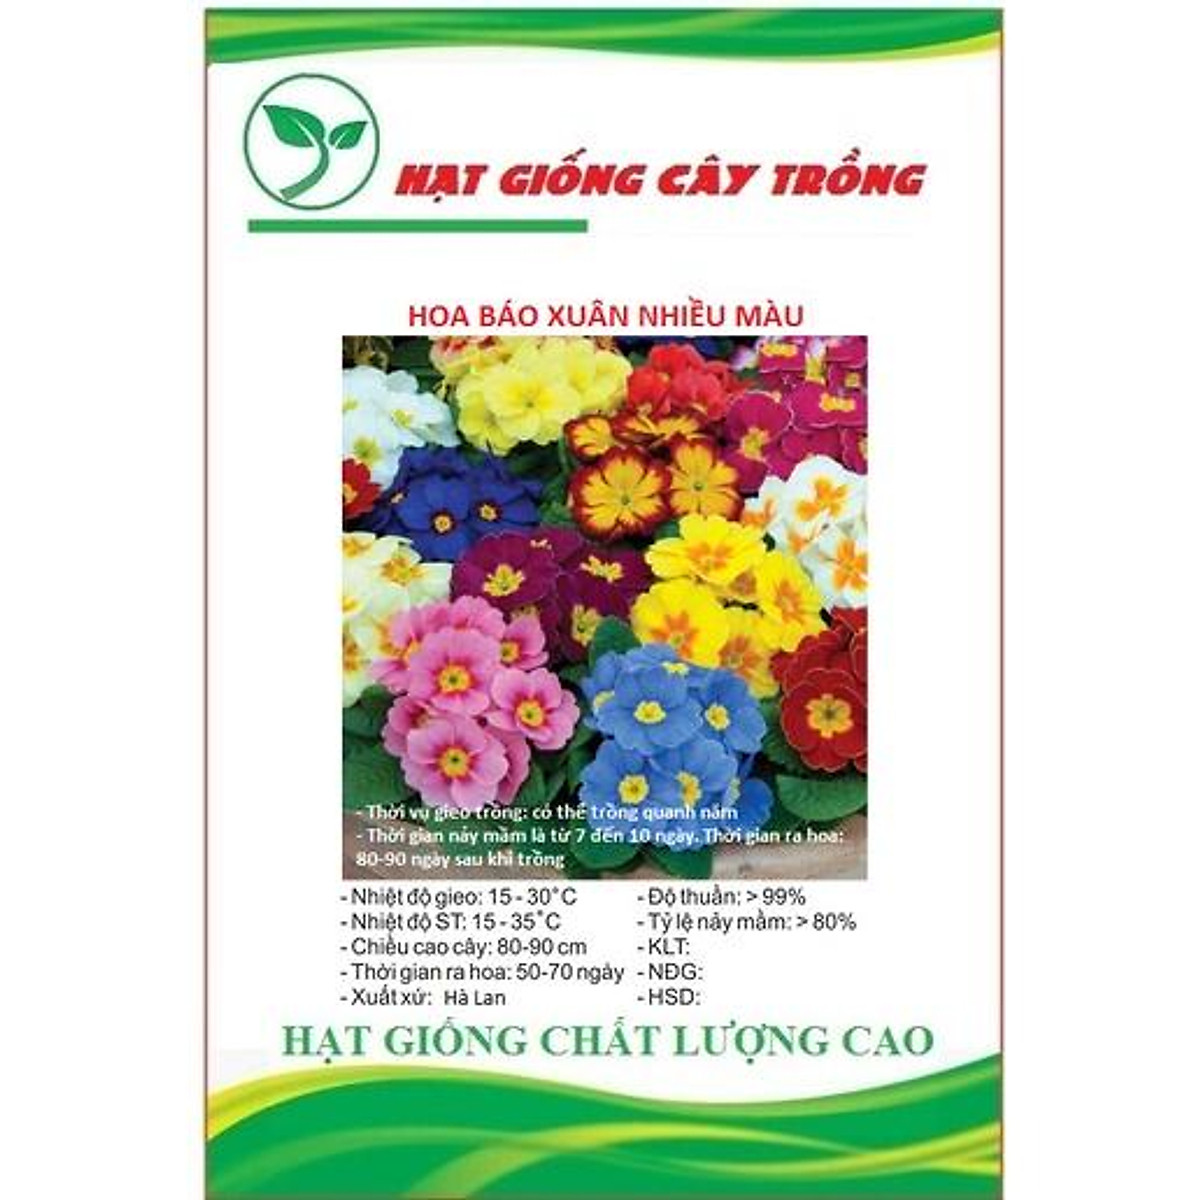 HẠT GIỐNG CÂY TRỒNG
HOA BÁO XUÂN NHIỀU MÀU
- Thời vụ gieo trồng: có thể trồng quanh năm
- Thời gian nảy mầm là từ 7 đến 10 ngày. Thời gian ra hoa:
80-90 ngày sau khi trồng
- Nhiệt độ gieo: 15 - 30°C
- Nhiệt độ ST: 15 - 35°C
- Chiều cao cây: 80-90 cm
- Thời gian ra hoa: 50-70 ngày
- Xuất xứ: Hà Lan
- Độ thuần: > 99%
- Tỷ lệ nảy mầm: > 80%
- KLT:
- NĐG:
- HSD:
HẠT GIỐNG CHẤT LƯỢNG CAO